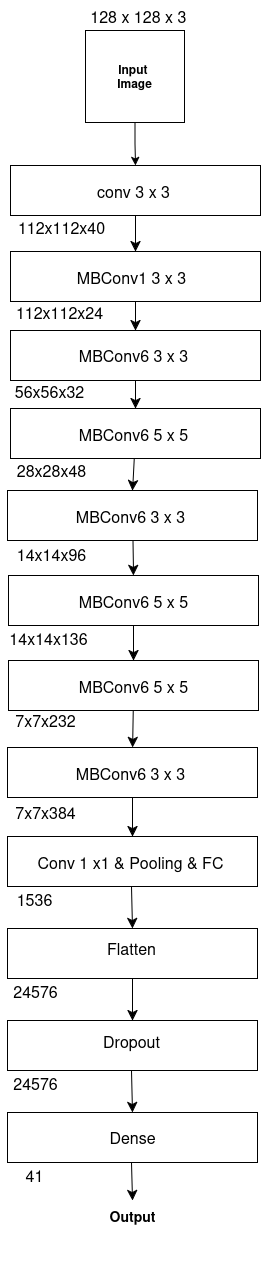 128 x 128 x 3
Input
Image
conv 3 x 3
112x112x40
MBConv1 3 x 3
112x112x24
MBConv6 3 x 3
56x56x32
MBConv6 5 x 5
28x28x48
MBConv6 3 x 3
14x14x96
MBConv6 5 x 5
14x14x136
MBConv6 5 x 5
7x7x232
MBConv6 3 x 3
7x7x384
Conv 1 x1 & Pooling & FC
1536
Flatten
24576
Dropout
24576
Dense
41
Output